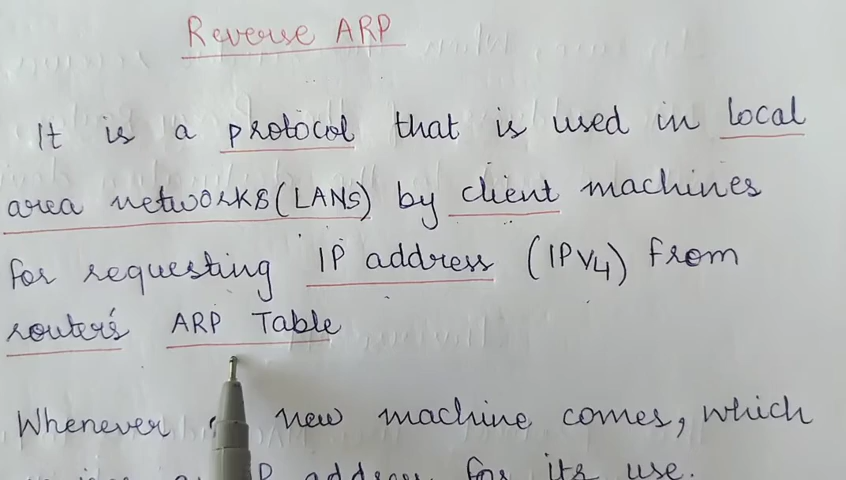 Reverse ARP
It is a protocol that is used in local
area networks (LANs) by client machines
for requesting IP address (IPV4) from
router's ARP Table
Whenever new machine comes, which
address for its use.